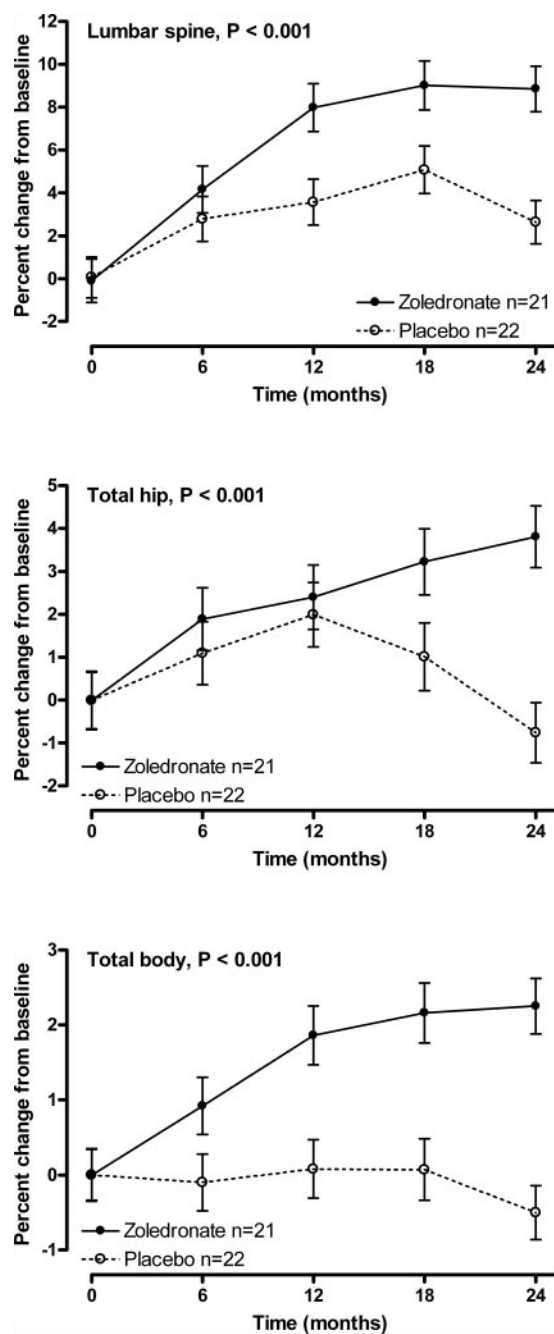 Lumbar spine, P < 0.001
Percent change from baseline
12
10
8
6
4
2
0
-2
Zoledronate n=21
Placebo n=22
0 6 12 18 24
Time (months)
Total hip, P < 0.001
Percent change from baseline
5
4
3
2
1
0
-1
-2
Zoledronate n=21
Placebo n=22
0 6 12 18 24
Time (months)
Total body, P < 0.001
Percent change from baseline
3
2
1
0
-1
Zoledronate n=21
Placebo n=22
0 6 12 18 24
Time (months)